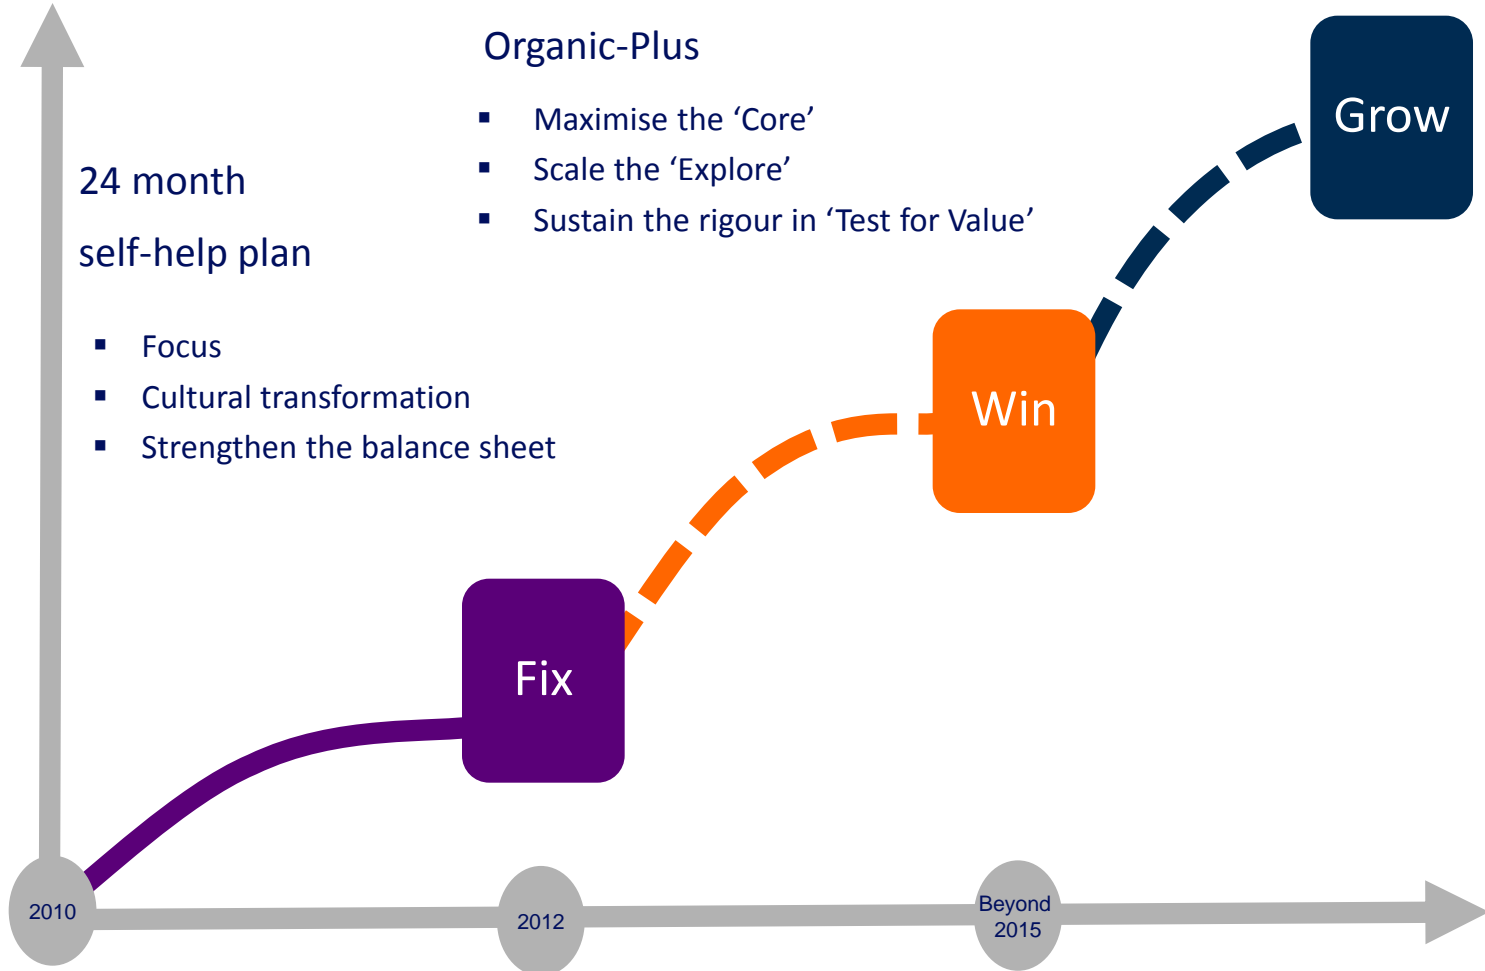 Organic-Plus
▪ Maximise the ‘Core’
▪ Scale the ‘Explore’
▪ Sustain the rigour in ‘Test for Value’
24 month
self-help plan
▪ Focus
▪ Cultural transformation
▪ Strengthen the balance sheet
Grow
Win
Fix
2010
2012
Beyond
2015